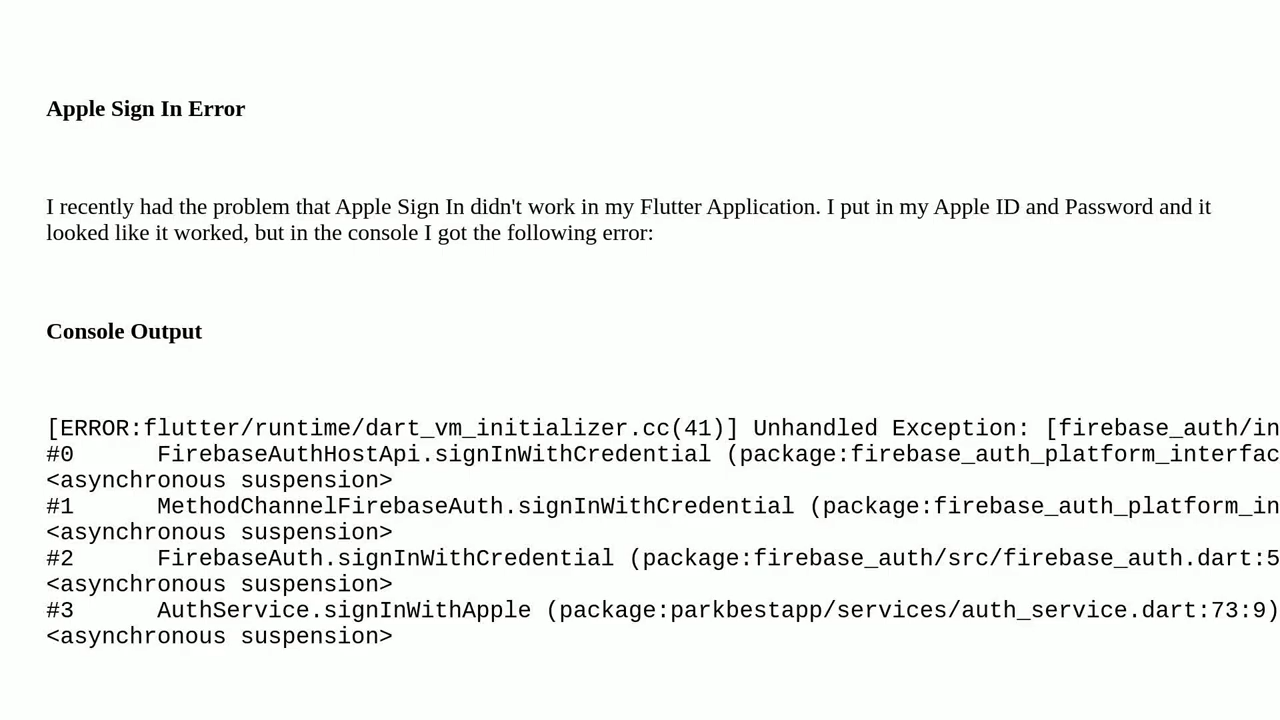 Apple Sign In Error
I recently had the problem that Apple Sign In didn't work in my Flutter Application. I put in my Apple ID and Password and it
looked like it worked, but in the console I got the following error:
Console Output
[ERROR:flutter/runtime/dart_vm_initializer.cc(41)] Unhandled Exception: [firebase_auth/in
#0      FirebaseAuthHostApi.signInWithCredential (package:firebase_auth_platform_interfac
<asynchronous suspension>
#1      MethodChannelFirebaseAuth.signInWithCredential (package:firebase_auth_platform_in
<asynchronous suspension>
#2      FirebaseAuth.signInWithCredential (package:firebase_auth/src/firebase_auth.dart:5
<asynchronous suspension>
#3      AuthService.signInWithApple (package:parkbestapp/services/auth_service.dart:73:9)
<asynchronous suspension>